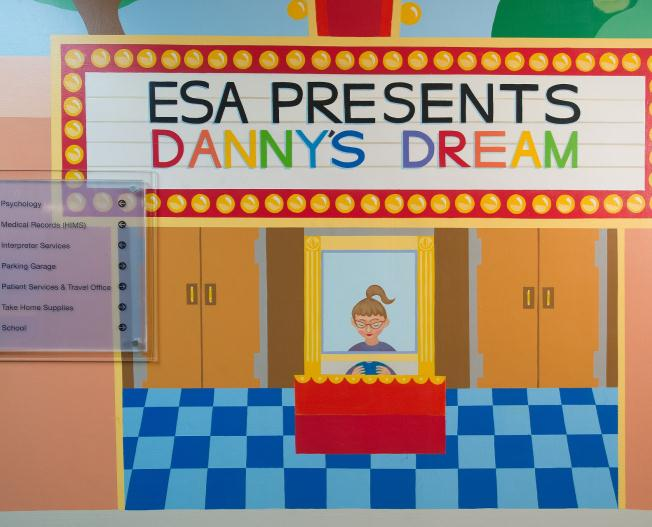 ESA PRESENTS
DANNY'S DREAM
Psychology
Medical Records (HIMS)
Interpreter Services
Parking Garage
Patient Services & Travel Office
Take Home Supplies
School